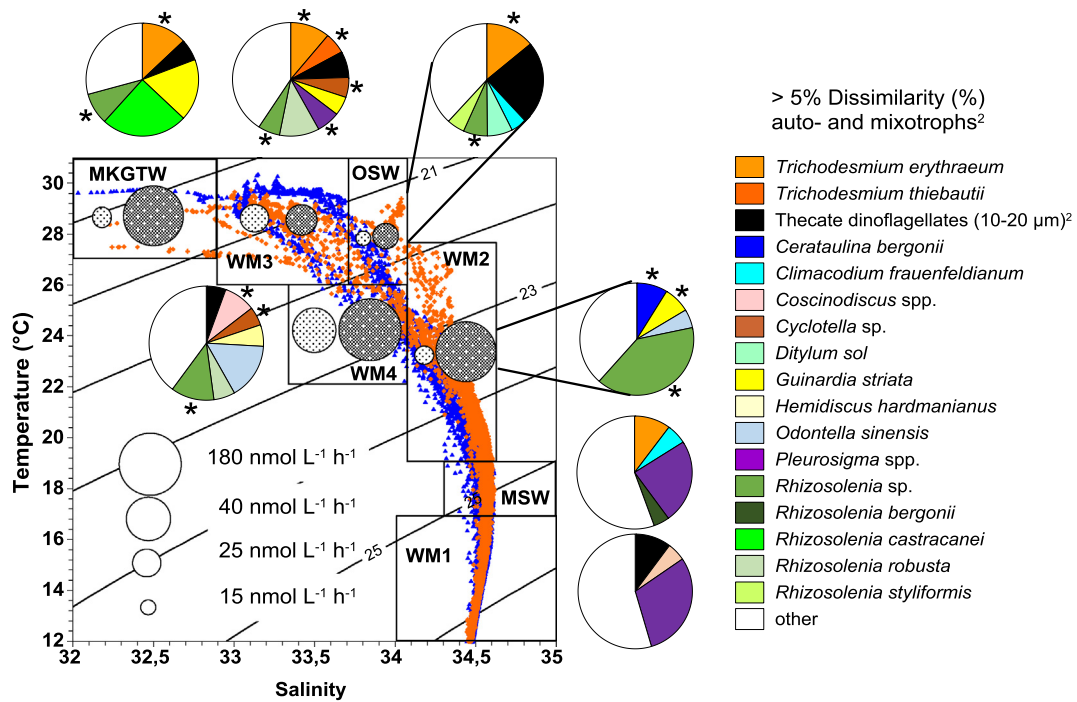 *
*
*
*
*
*
*
*
*
> 5% Dissimilarity (%)
auto- and mixotrophs²
Trichodesmium erythraeum
Trichodesmium thiebautii
Thecate dinoflagellates (10-20 µm)²
Cerataulina bergonii
Climacodium frauenfeldianum
Coscinodiscus spp.
Cyclotella sp.
Ditylum sol
Guinardia striata
Hemidiscus hardmanianus
Odontella sinensis
Pleurosigma spp.
Rhizosolenia sp.
Rhizosolenia bergonii
Rhizosolenia castracanei
Rhizosolenia robusta
Rhizosolenia styliformis
other
MKGTW
OSW
21
WM3
WM2
23
*
*
*
*
*
*
WM4
180 nmol L⁻¹ h⁻¹
40 nmol L⁻¹ h⁻¹
25 nmol L⁻¹ h⁻¹
15 nmol L⁻¹ h⁻¹
MSW
WM1
25
Temperature (°C)
30
28
26
24
22
20
18
16
14
12
32
32,5
33
33,5
34
34,5
35
Salinity